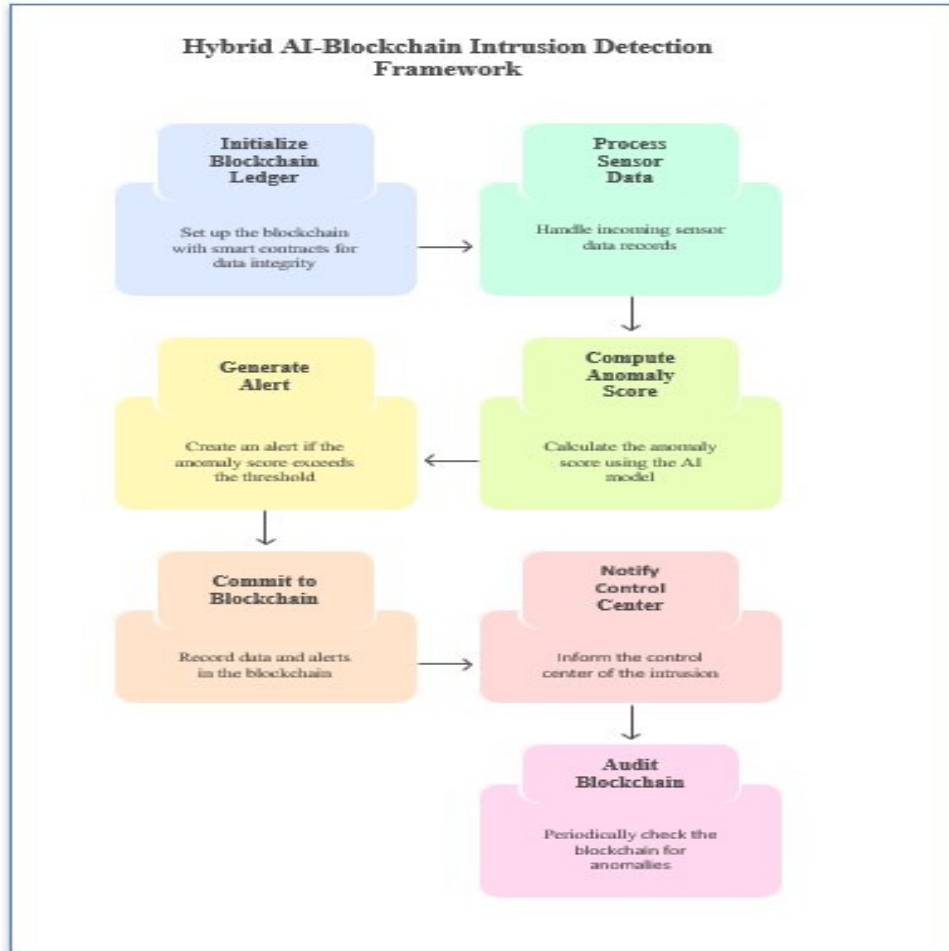 Hybrid AI-Blockchain Intrusion Detection
Framework
Initialize
Blockchain
Ledger
Set up the blockchain
with smart contracts for
data integrity
Process
Sensor
Data
Handle incoming sensor
data records
Generate
Alert
Create an alert if the
anomaly score exceeds
the threshold
Compute
Anomaly
Score
Calculate the anomaly
score using the AI
model
Commit to
Blockchain
Record data and alerts
in the blockchain
Notify
Control
Center
Inform the control
center of the intrusion
Audit
Blockchain
Periodically check the
blockchain for
anomalies